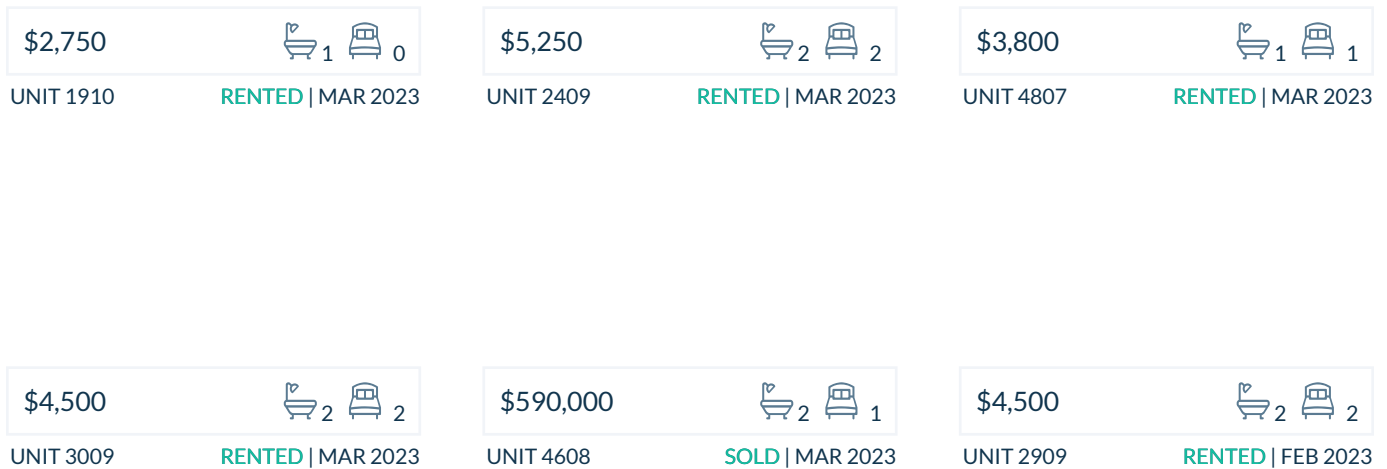 $2,750 1 0
UNIT 1910 RENTED | MAR 2023
$5,250 2 2
UNIT 2409 RENTED | MAR 2023
$3,800 1 1
UNIT 4807 RENTED | MAR 2023
$4,500 2 2
UNIT 3009 RENTED | MAR 2023
$590,000 2 1
UNIT 4608 SOLD | MAR 2023
$4,500 2 2
UNIT 2909 RENTED | FEB 2023